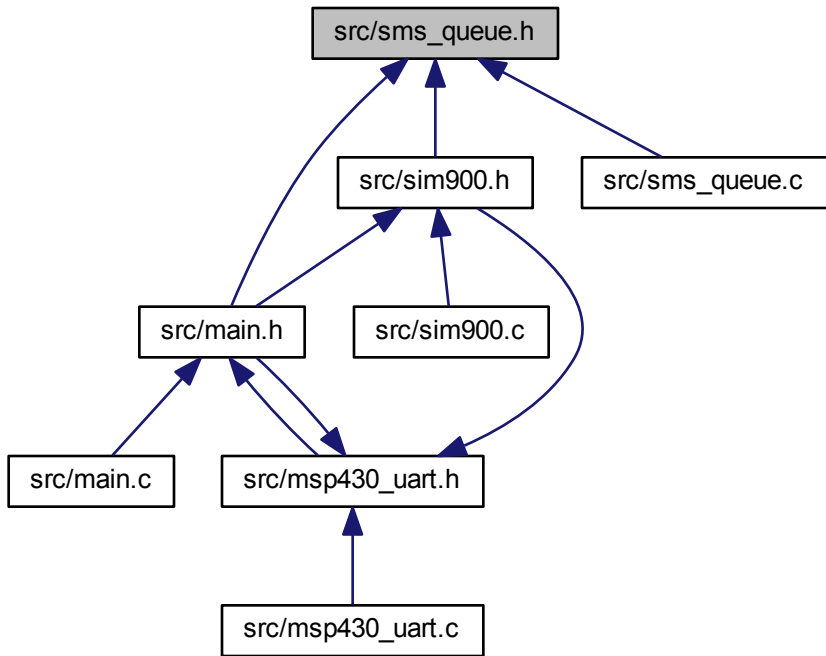 src/sms_queue.h
src/sim900.h
src/sms_queue.c
src/main.h
src/sim900.c
src/main.c
src/msp430_uart.h
src/msp430_uart.c